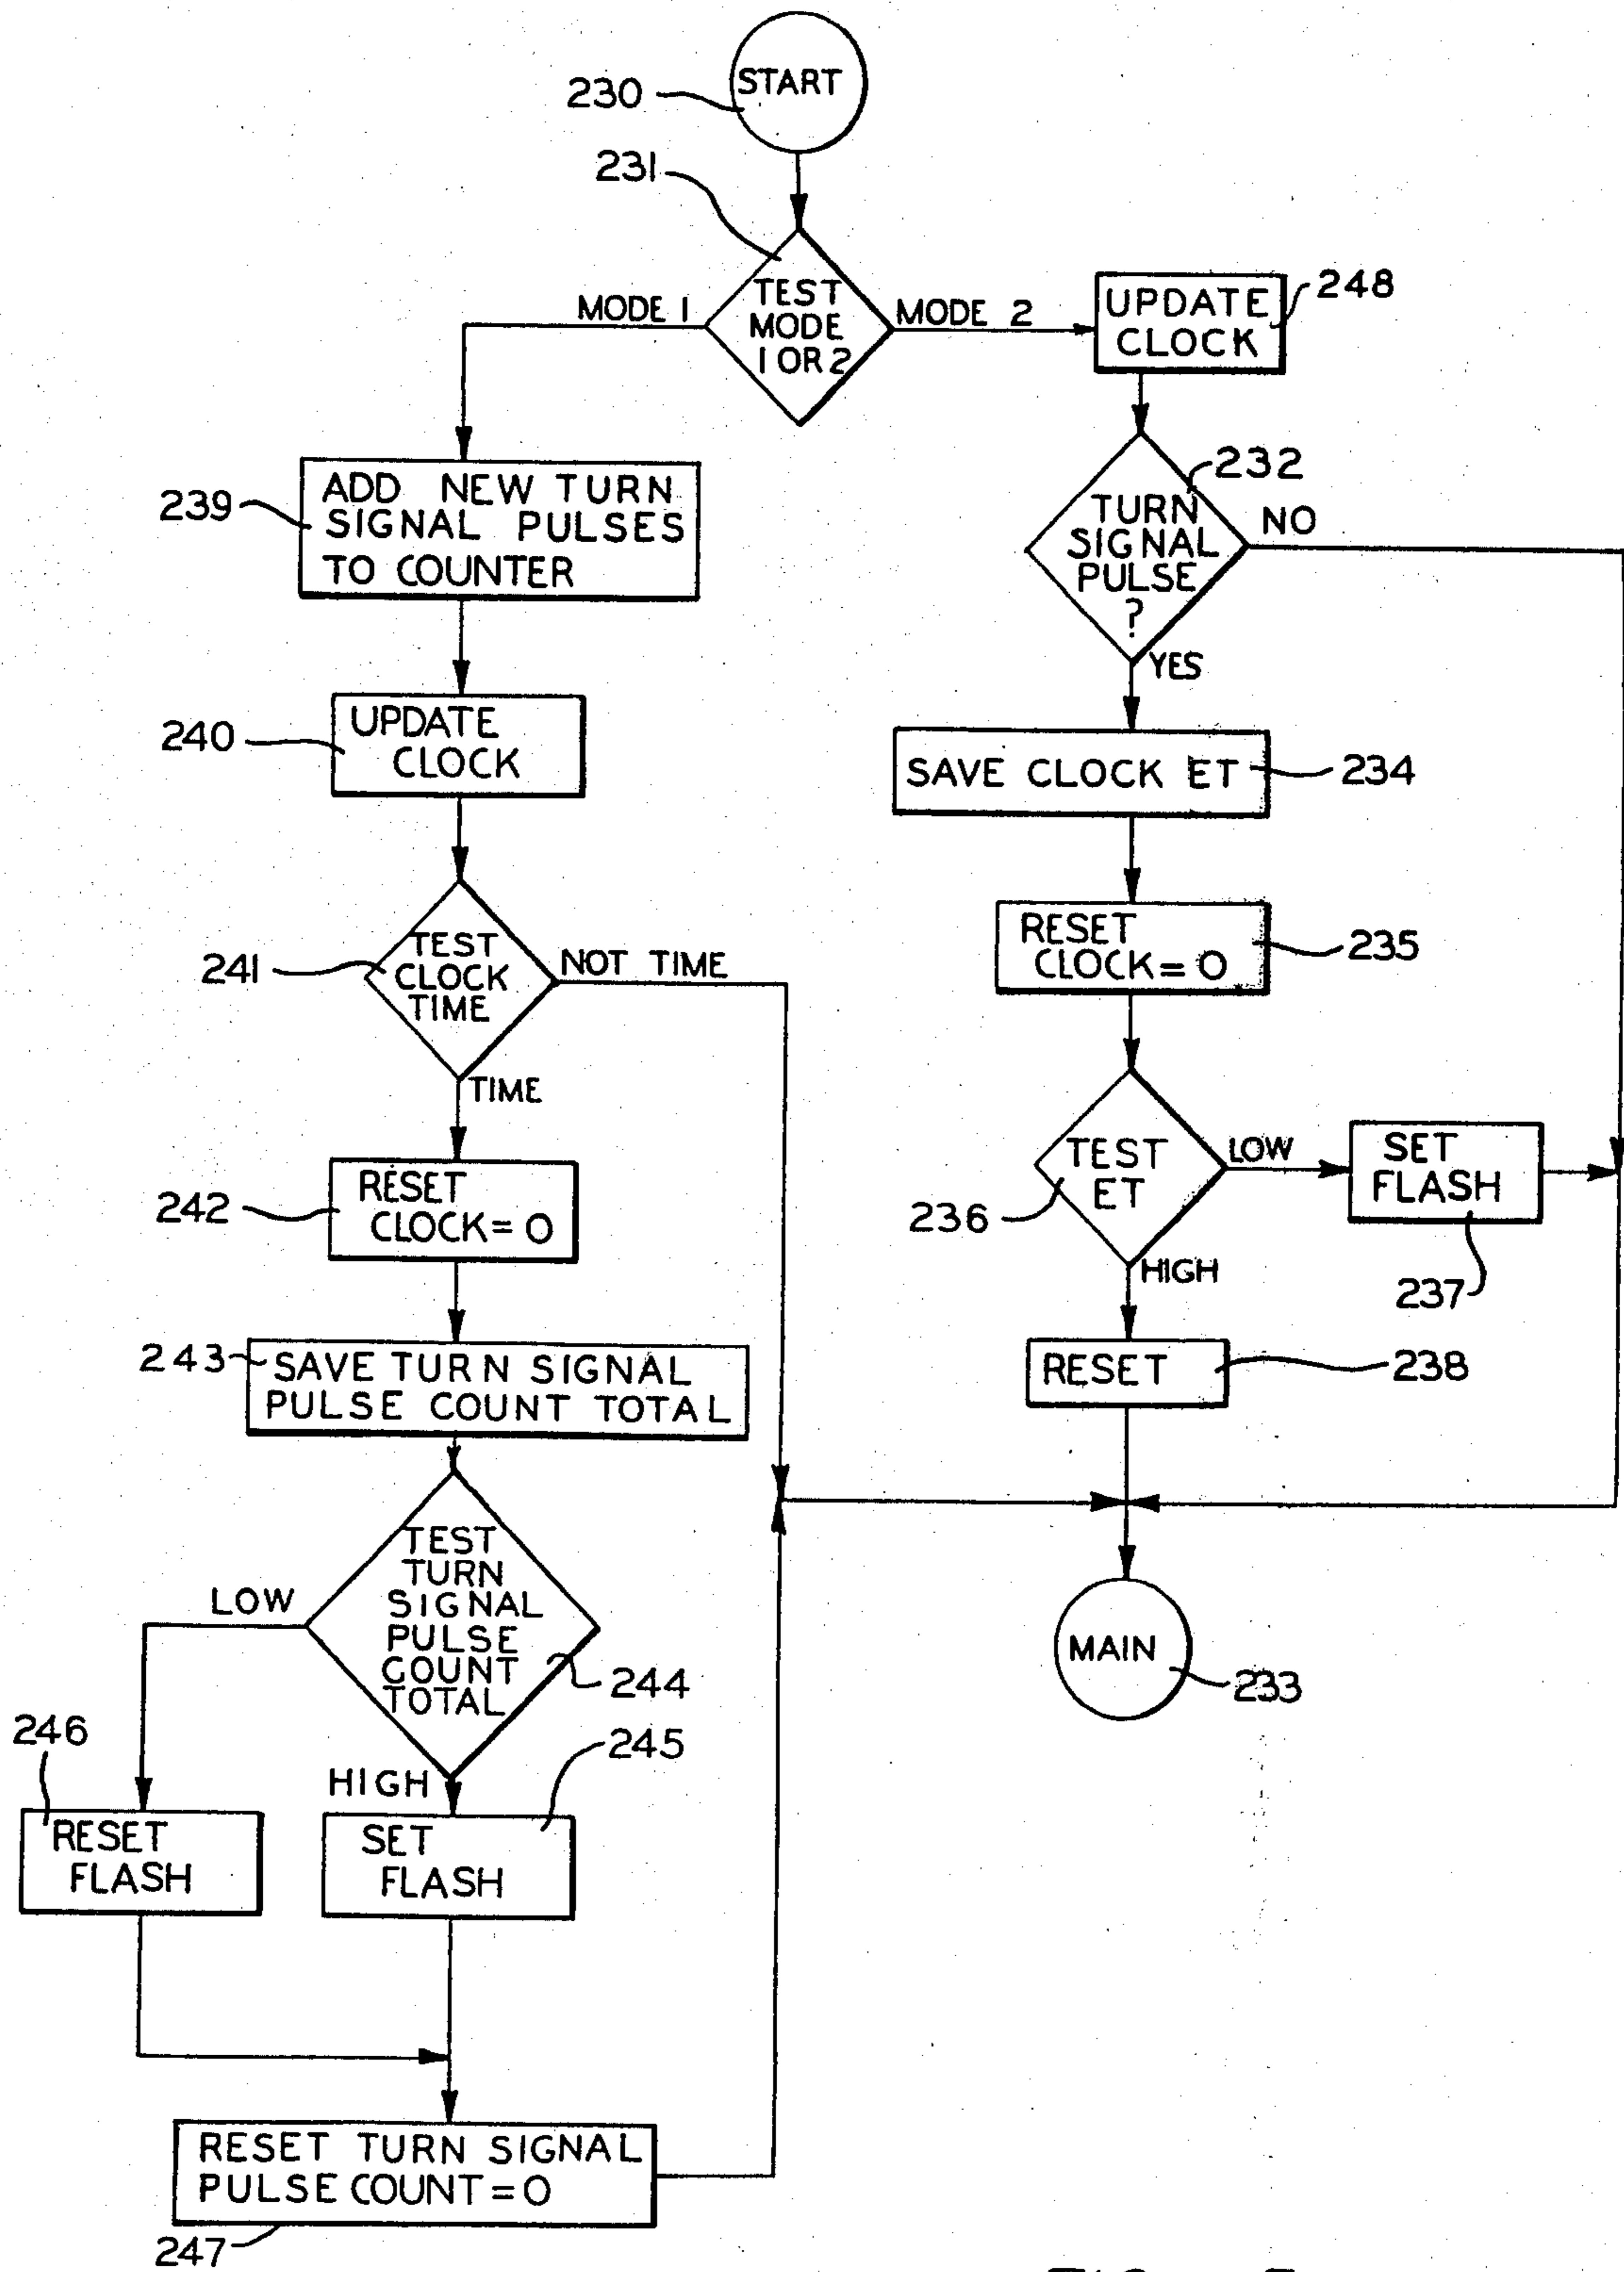 START
230
231
TEST
MODE
1 OR 2
MODE 1
MODE 2
UPDATE
CLOCK
248
239
ADD NEW TURN
SIGNAL PULSES
TO COUNTER
232
TURN
SIGNAL
PULSE
?
NO
YES
240
UPDATE
CLOCK
SAVE CLOCK ET
234
241
TEST
CLOCK
TIME
NOT TIME
TIME
RESET
CLOCK = 0
235
242
RESET
CLOCK = 0
TEST
ET
236
LOW
SET
FLASH
237
HIGH
243
SAVE TURN SIGNAL
PULSE COUNT TOTAL
RESET
238
TEST
TURN
SIGNAL
PULSE
COUNT
TOTAL
244
LOW
HIGH
MAIN
233
246
RESET
FLASH
245
SET
FLASH
RESET TURN SIGNAL
PULSE COUNT = 0
247